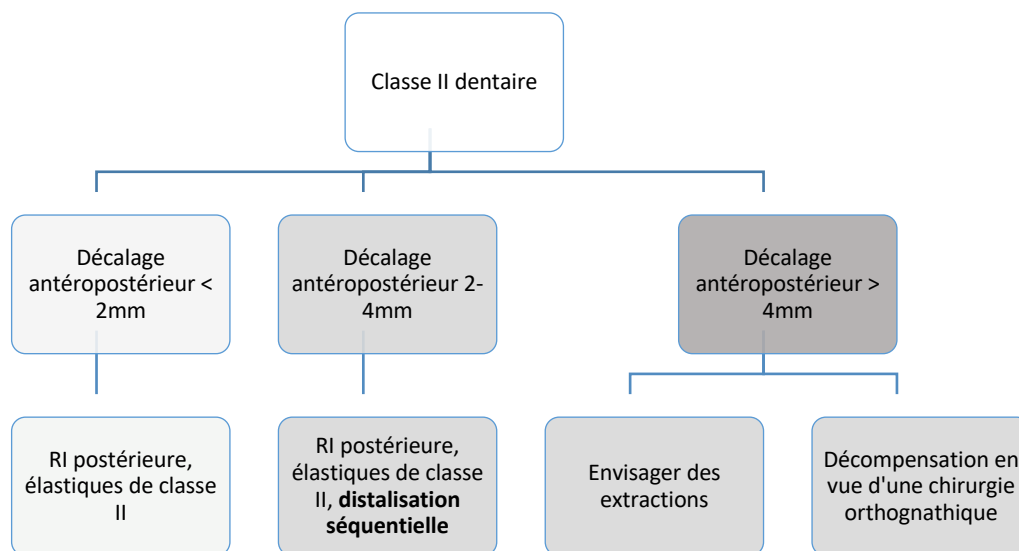 Classe II dentaire
Décalage
antéropostérieur <
2mm
Décalage
antéropostérieur 2-
4mm
Décalage
antéropostérieur >
4mm
RI postérieure,
élastiques de classe
II
RI postérieure,
élastiques de classe
II, distalisation
séquentielle
Envisager des
extractions
Décompensation en
vue d'une chirurgie
orthognathique